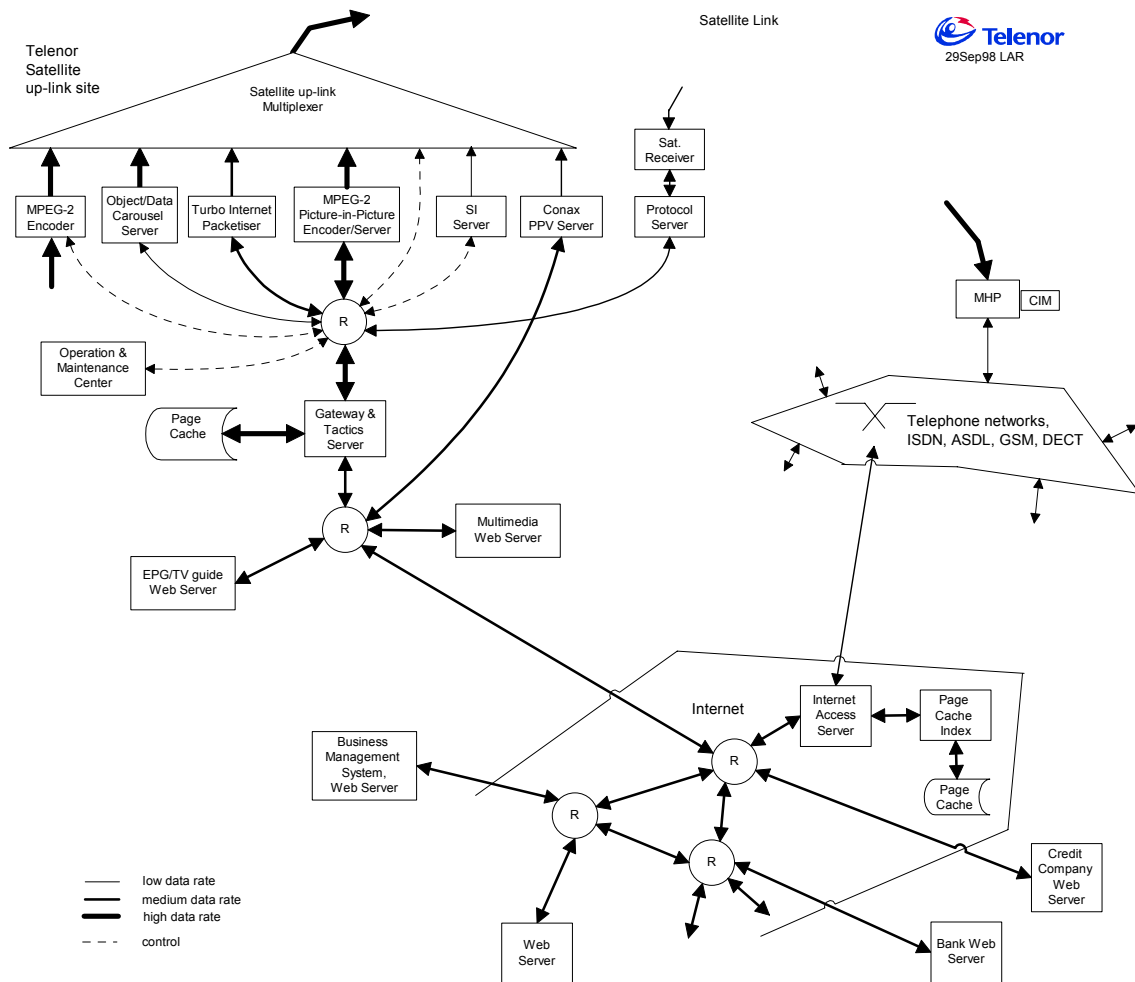 Telenor
Satellite
up-link site
Satellite Link
Telenor
29Sep98 LAR
Satellite up-link
Multiplexer
Sat.
Receiver
MPEG-2
Encoder
Object/Data
Carousel
Server
Turbo Internet
Packetiser
MPEG-2
Picture-in-Picture
Encoder/Server
SI
Server
Conax
PPV Server
Protocol
Server
MHP
CIM
R
Operation &
Maintenance
Center
Page
Cache
Gateway &
Tactics
Server
Telephone networks,
ISDN, ASDL, GSM, DECT
R
Multimedia
Web Server
EPG/TV guide
Web Server
Internet
Internet
Access
Server
Page
Cache
Index
Page
Cache
Business
Management
System,
Web Server
R
R
R
Credit
Company
Web
Server
Web
Server
Bank Web
Server
low data rate
medium data rate
high data rate
control